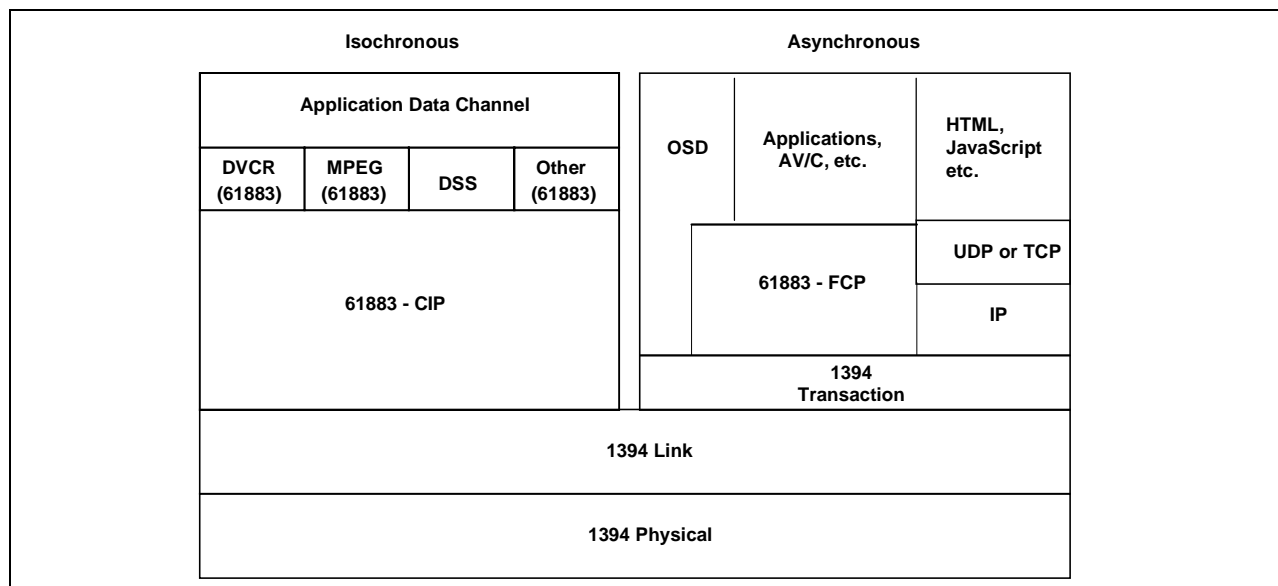 Isochronous
Asynchronous
Application Data Channel
DVCR
(61883)
MPEG
(61883)
DSS
Other
(61883)
61883 - CIP
OSD
Applications,
AV/C, etc.
HTML,
JavaScript
etc.
61883 - FCP
UDP or TCP
IP
1394
Transaction
1394 Link
1394 Physical